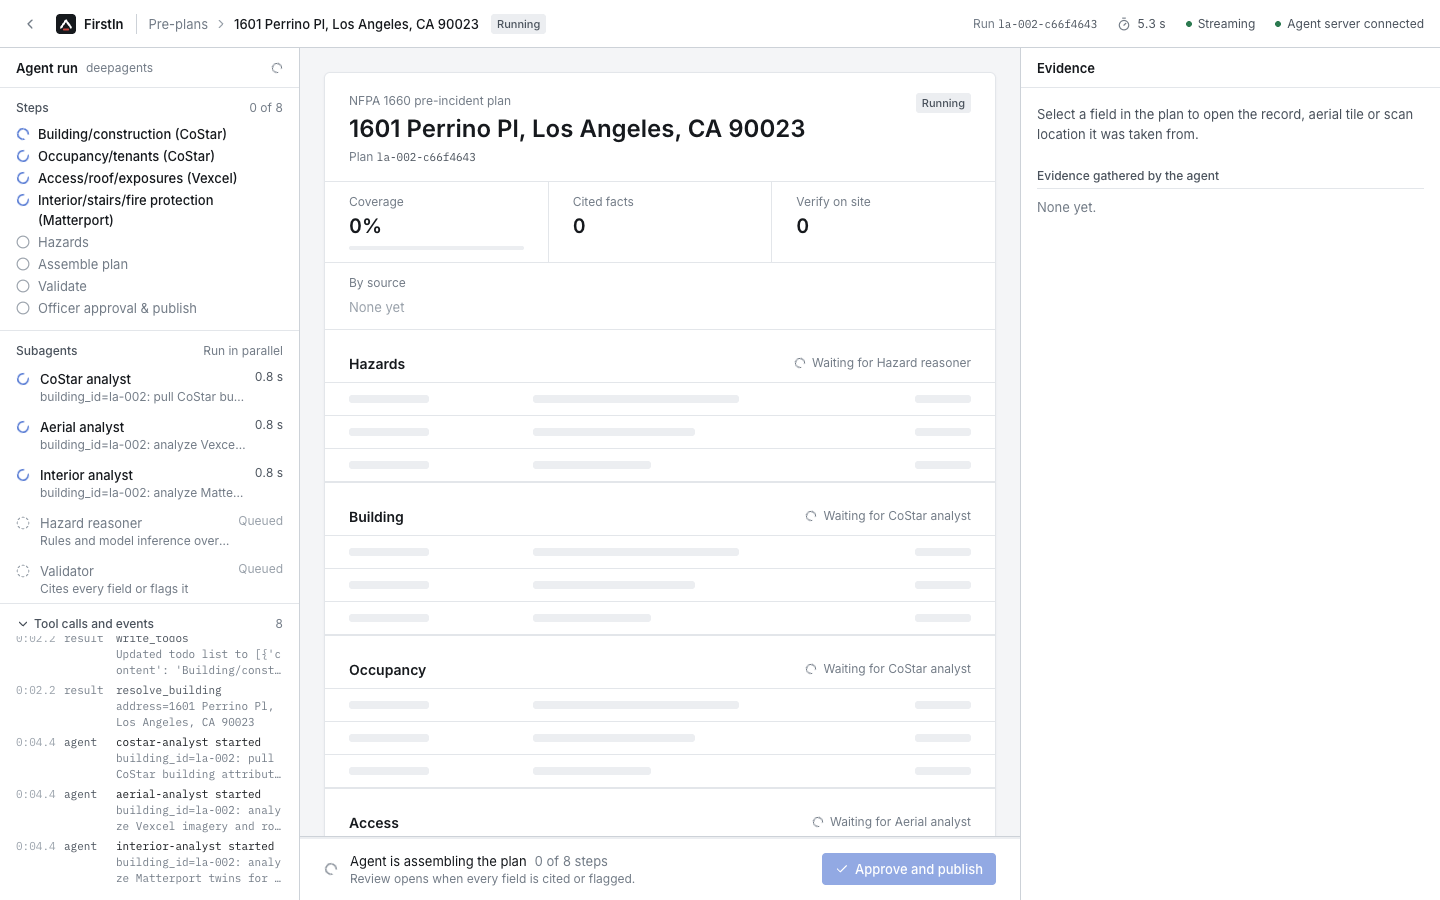 FirstIn
Pre-plans
1601 Perrino Pl, Los Angeles, CA 90023
Running
Run la-002-c66f4643
5.3 s
Streaming
Agent server connected
Agent run deepagents
Steps
0 of 8
Building/construction (CoStar)
Occupancy/tenants (CoStar)
Access/roof/exposures (Vexcel)
Interior/stairs/fire protection
(Matterport)
Hazards
Assemble plan
Validate
Officer approval & publish
Subagents
Run in parallel
CoStar analyst
0.8 s
building_id=la-002: pull CoStar bu…
Aerial analyst
0.8 s
building_id=la-002: analyze Vexce…
Interior analyst
0.8 s
building_id=la-002: analyze Matte…
Hazard reasoner
Queued
Rules and model inference over…
Validator
Queued
Cites every field or flags it
Tool calls and events
8
0:02.2 result write_todos
Updated todo list to [{'c
ontent': 'Building/const…
0:02.2 result resolve_building
address=1601 Perrino Pl,
Los Angeles, CA 90023
0:04.4 agent costar-analyst started
building_id=la-002: pull
CoStar building attribut…
0:04.4 agent aerial-analyst started
building_id=la-002: analy
ze Vexcel imagery and ro…
0:04.4 agent interior-analyst started
building_id=la-002: analy
ze Matterport twins for …
NFPA 1660 pre-incident plan
Running
1601 Perrino Pl, Los Angeles, CA 90023
Plan la-002-c66f4643
Coverage
0%
Cited facts
0
Verify on site
0
By source
None yet
Hazards
Waiting for Hazard reasoner
Building
Waiting for CoStar analyst
Occupancy
Waiting for CoStar analyst
Access
Waiting for Aerial analyst
Agent is assembling the plan 0 of 8 steps
Review opens when every field is cited or flagged.
Approve and publish
Evidence
Select a field in the plan to open the record, aerial tile or scan
location it was taken from.
Evidence gathered by the agent
None yet.